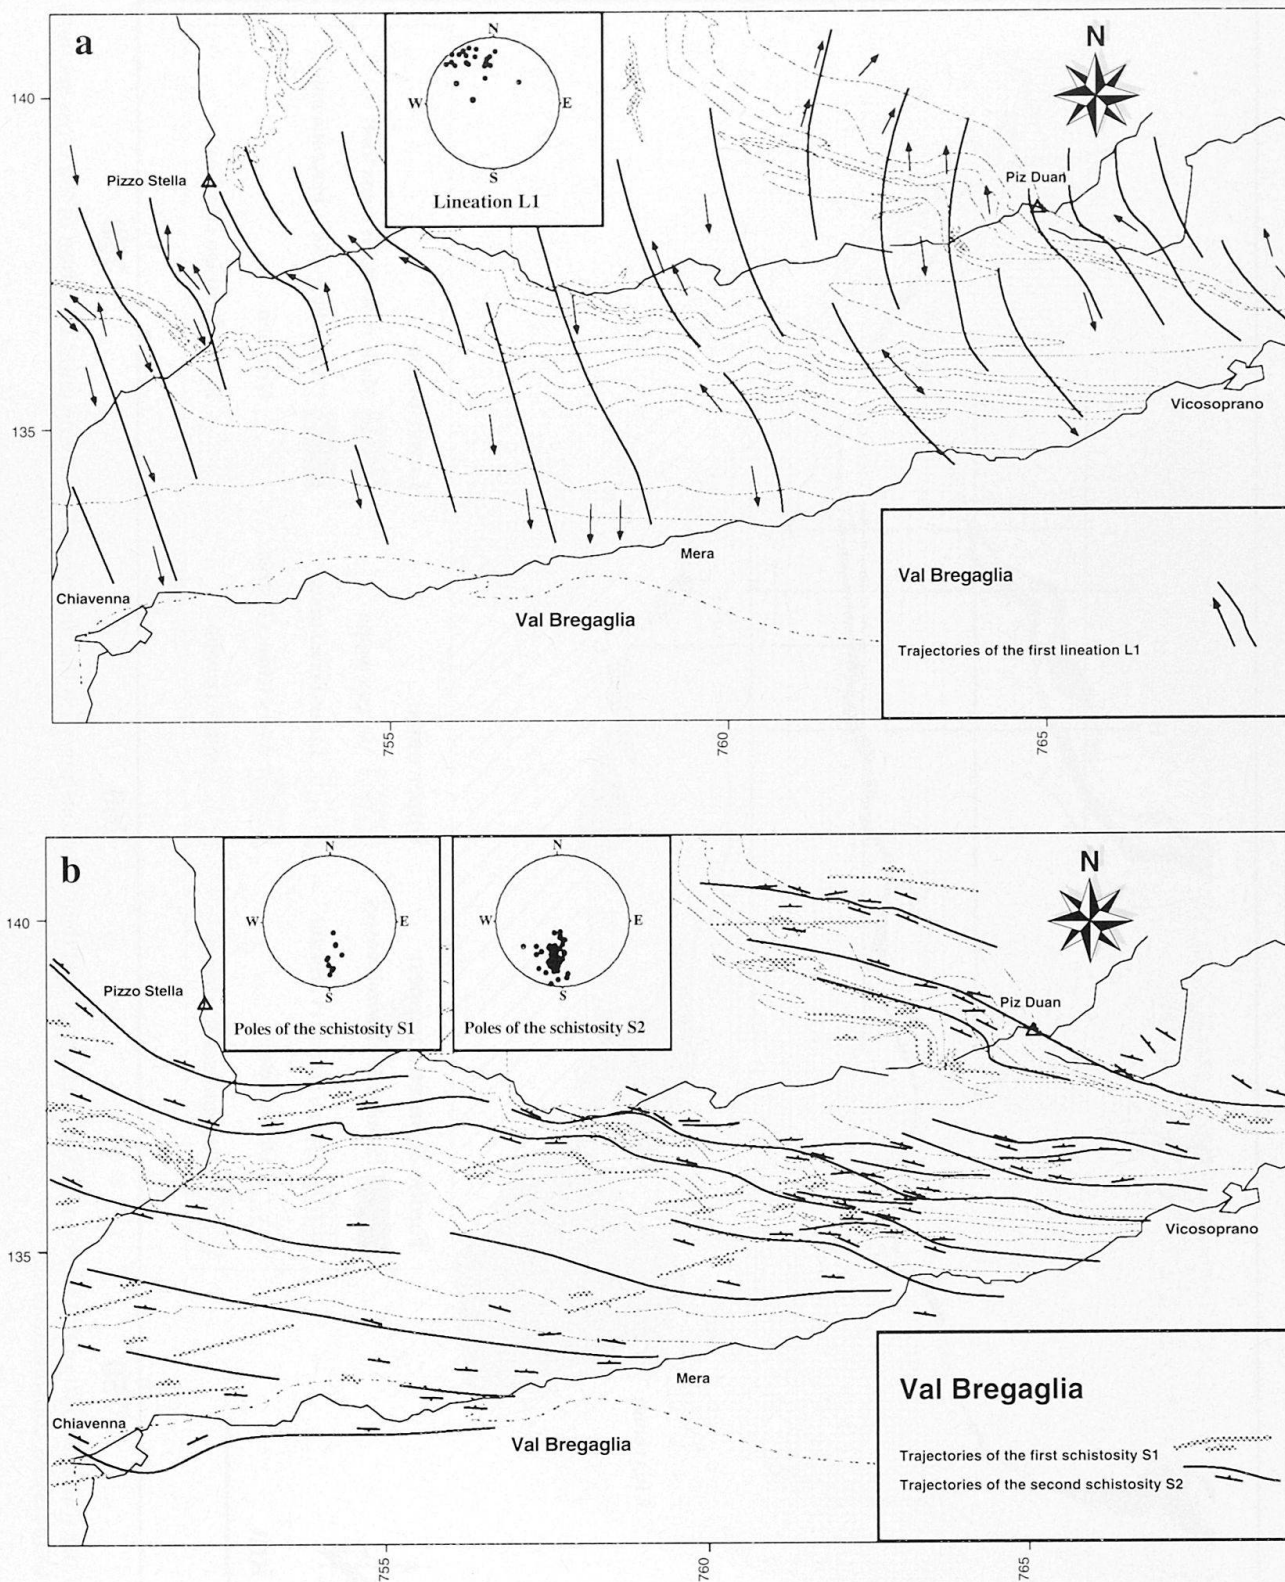 a
N
W
E
S
Lineation L1
N
140
Pizzo Stella
Piz Duan
135
Vicosoprano
Mera
Chiavenna
Val Bregaglia
Val Bregaglia
Trajectories of the first lineation L1
755
760
765
b
N
W
E
S
Poles of the schistosity S1
N
W
E
S
Poles of the schistosity S2
N
140
Pizzo Stella
Piz Duan
135
Vicosoprano
Mera
Chiavenna
Val Bregaglia
Val Bregaglia
Trajectories of the first schistosity S1
Trajectories of the second schistosity S2
755
760
765